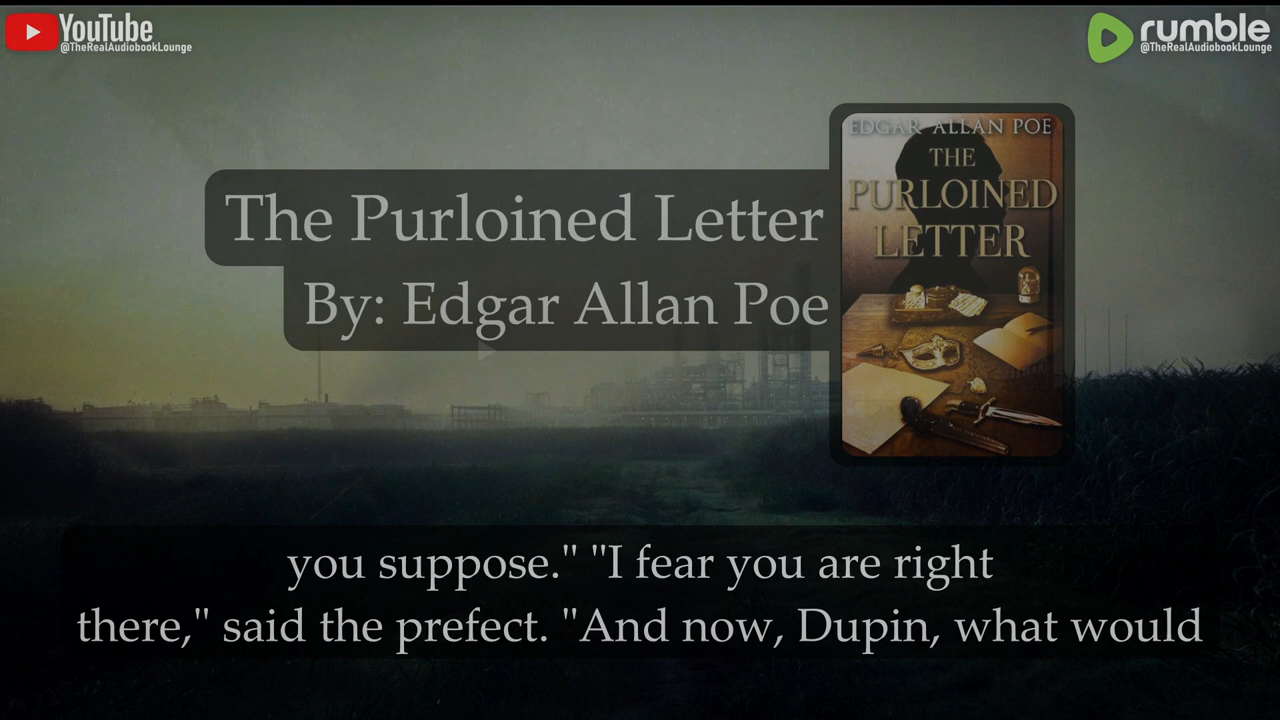 YouTube
@TheRealAudiobookLounge
rumble
@TheRealAudiobookLounge
EDGAR ALLAN POE
THE
PURLOINED
LETTER
The Purloined Letter
By: Edgar Allan Poe
you suppose." "I fear you are right
there," said the prefect. "And now, Dupin, what would